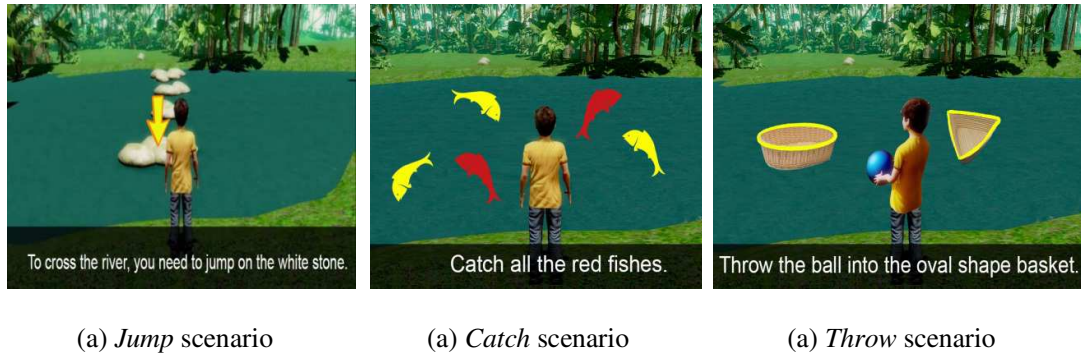 To cross the river, you need to jump on the white stone.
Catch all the red fishes.
Throw the ball into the oval shape basket.
(a) Jump scenario
(a) Catch scenario
(a) Throw scenario